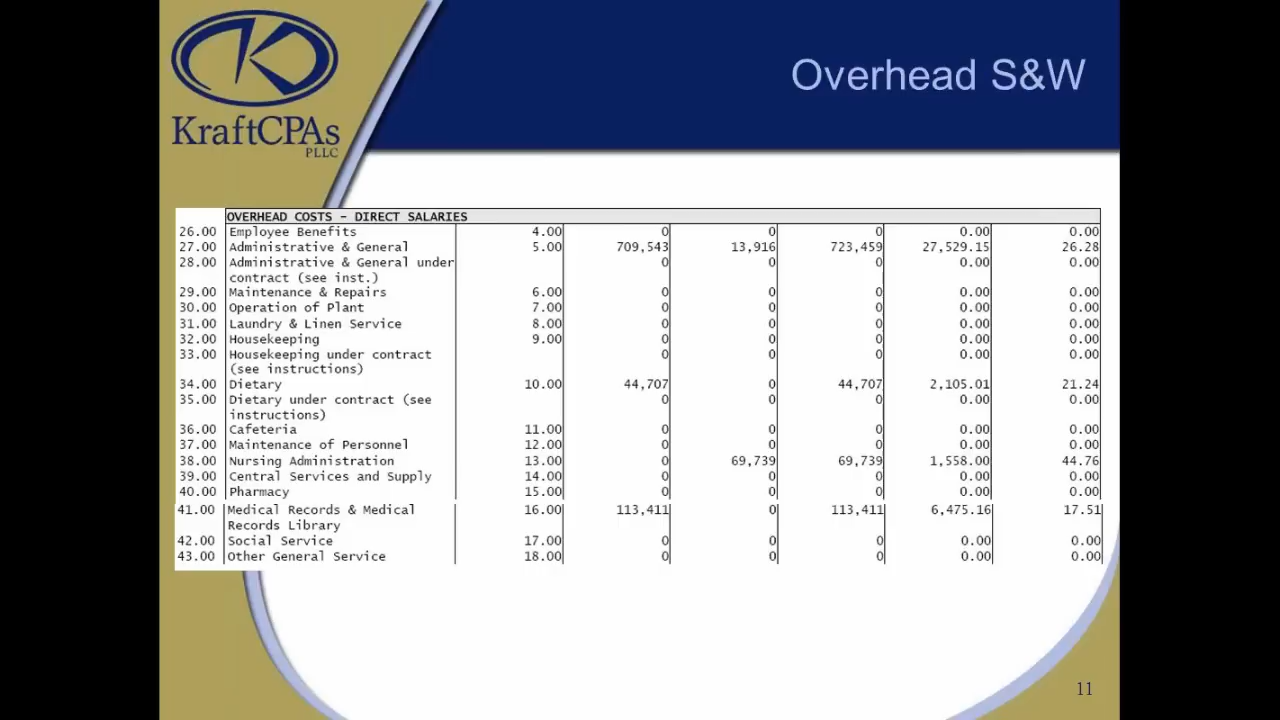 Overhead S&W
KraftCPAs
PLLC
OVERHEAD COSTS - DIRECT SALARIES
26.00 Employee Benefits 4.00 0 0 0 0.00 0.00
27.00 Administrative & General 5.00 709,543 13,916 723,459 27,529.15 26.28
28.00 Administrative & General under 0 0 0 0.00 0.00
contract (see inst.)
29.00 Maintenance & Repairs 6.00 0 0 0 0.00 0.00
30.00 Operation of Plant 7.00 0 0 0 0.00 0.00
31.00 Laundry & Linen Service 8.00 0 0 0 0.00 0.00
32.00 Housekeeping 9.00 0 0 0 0.00 0.00
33.00 Housekeeping under contract 0 0 0 0.00 0.00
(see instructions)
34.00 Dietary 10.00 44,707 0 44,707 2,105.01 21.24
35.00 Dietary under contract (see 0 0 0 0.00 0.00
instructions)
36.00 Cafeteria 11.00 0 0 0 0.00 0.00
37.00 Maintenance of Personnel 12.00 0 0 0 0.00 0.00
38.00 Nursing Administration 13.00 0 69,739 69,739 1,558.00 44.76
39.00 Central Services and Supply 14.00 0 0 0 0.00 0.00
40.00 Pharmacy 15.00 0 0 0 0.00 0.00
41.00 Medical Records & Medical 16.00 113,411 0 113,411 6,475.16 17.51
Records Library
42.00 Social Service 17.00 0 0 0 0.00 0.00
43.00 Other General Service 18.00 0 0 0 0.00 0.00
11